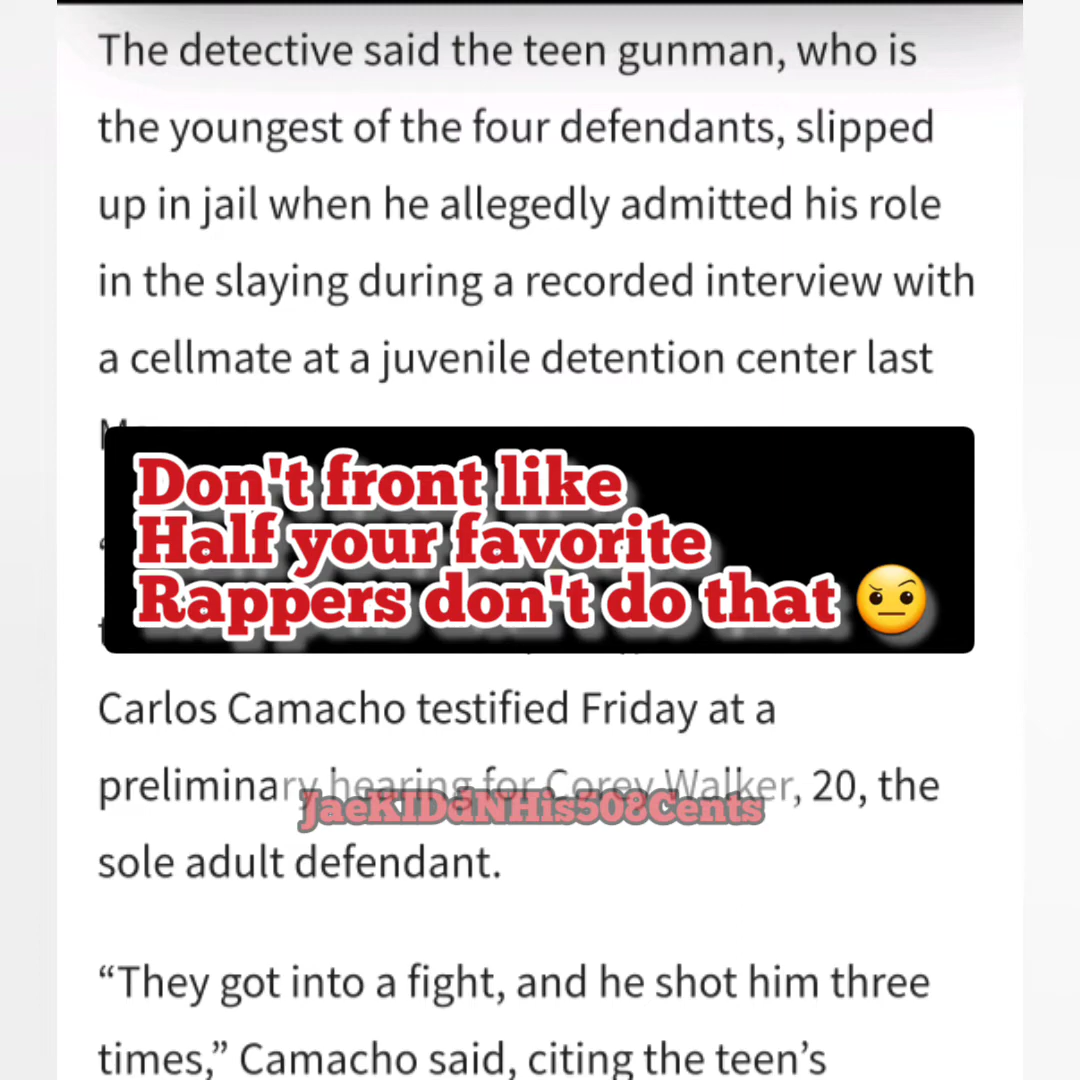 The detective said the teen gunman, who is
the youngest of the four defendants, slipped
up in jail when he allegedly admitted his role
in the slaying during a recorded interview with
a cellmate at a juvenile detention center last
Don't front like
Half your favorite
Rappers don't do that 🤨
Carlos Camacho testified Friday at a
preliminary hearing for Corey Walker, 20, the
JaeKIDdNHis508Cents
sole adult defendant.
“They got into a fight, and he shot him three
times,” Camacho said, citing the teen’s